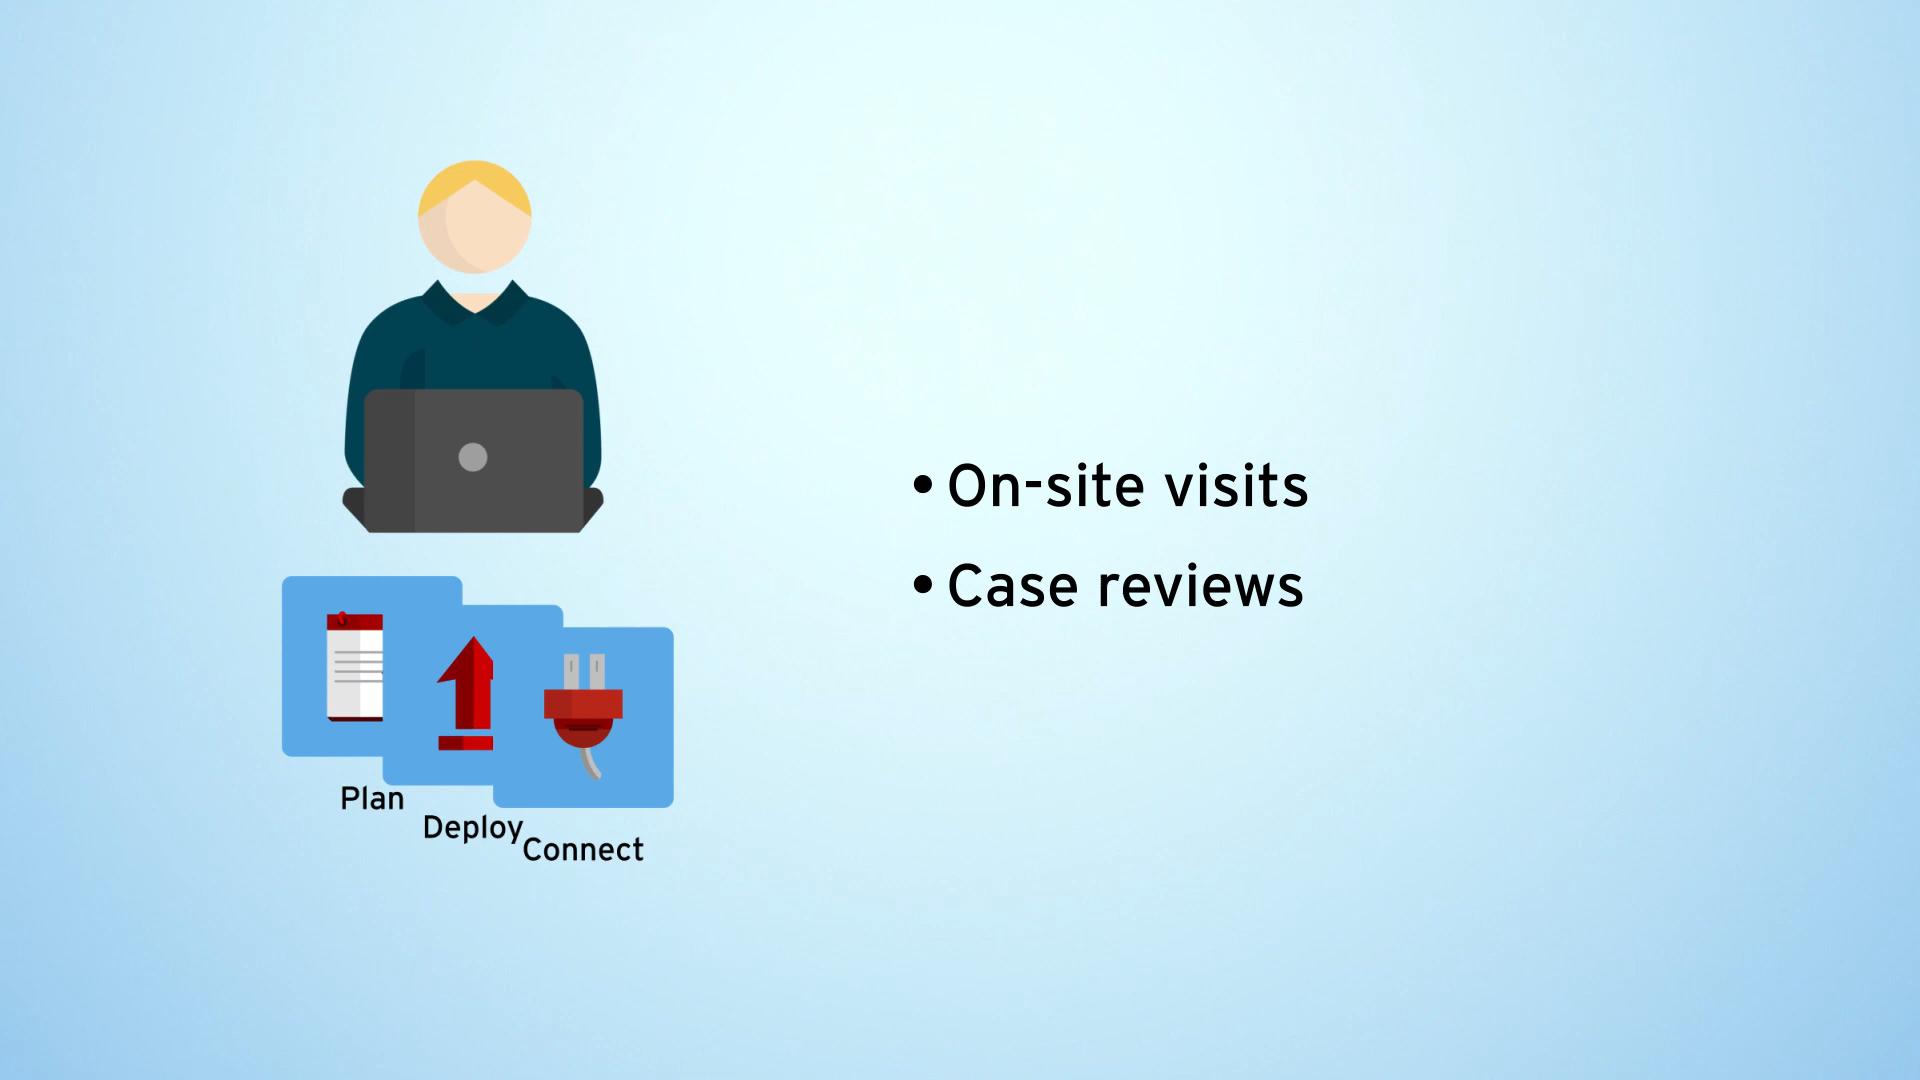 • On-site visits
• Case reviews
Plan
Deploy
Connect